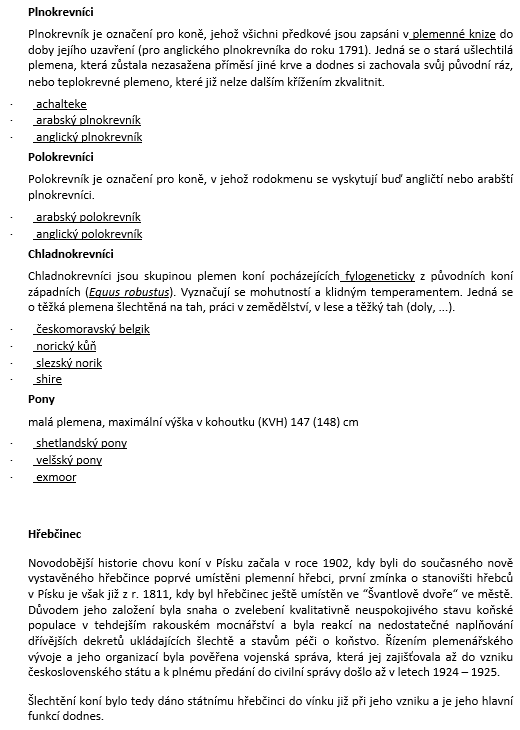 Plnokrevníci
Plnokrevník je označení pro koně, jehož všichni předkové jsou zapsáni v plemenné knize do
doby jejího uzavření (pro anglického plnokrevníka do roku 1791). Jedná se o stará ušlechtilá
plemena, která zůstala nezasažena příměsí jiné krve a dodnes si zachovala svůj původní ráz,
nebo teplokrevné plemeno, které již nelze dalším křížením zkvalitnit.
· achalteke
· arabský plnokrevník
· anglický plnokrevník
Polokrevníci
Polokrevník je označení pro koně, v jehož rodokmenu se vyskytují buď angličtí nebo arabští
plnokrevníci.
· arabský polokrevník
· anglický polokrevník
Chladnokrevníci
Chladnokrevníci jsou skupinou plemen koní pocházejících fylogeneticky z původních koní
západních (Equus robustus). Vyznačují se mohutností a klidným temperamentem. Jedná se
o těžká plemena šlechtěná na tah, práci v zemědělství, v lese a těžký tah (doly, ...).
· českomoravský belgik
· norický kůň
· slezský norik
· shire
Pony
malá plemena, maximální výška v kohoutku (KVH) 147 (148) cm
· shetlandský pony
· velšský pony
· exmoor
Hřebčinec
Novodobější historie chovu koní v Písku začala v roce 1902, kdy byli do současného nově
vystavěného hřebčince poprvé umístěni plemenní hřebci, první zmínka o stanovišti hřebců
v Písku je však již z r. 1811, kdy byl hřebčinec ještě umístěn ve “Švantlově dvoře“ ve městě.
Důvodem jeho založení byla snaha o zvelebení kvalitativně neuspokojivého stavu koňské
populace v tehdejším rakouském mocnářství a byla reakcí na nedostatečné naplňování
dřívějších dekretů ukládajících šlechtě a stavům péči o koňstvo. Řízením plemenářského
vývoje a jeho organizací byla pověřena vojenská správa, která jej zajišťovala až do vzniku
československého státu a k plnému předání do civilní správy došlo až v letech 1924 – 1925.
Šlechtění koní bylo tedy dáno státnímu hřebčinci do vínku již při jeho vzniku a je jeho hlavní
funkcí dodnes.